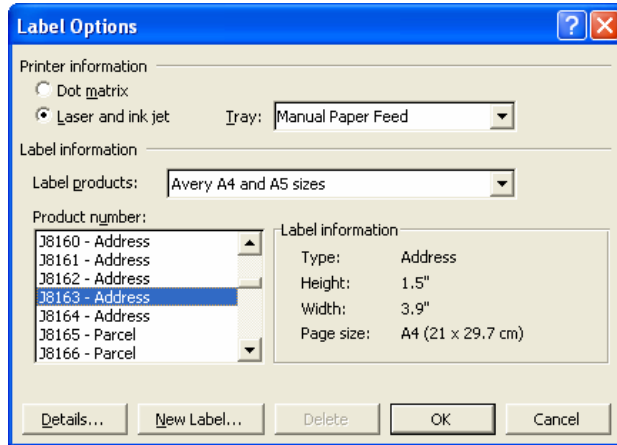 Label Options
Printer information
Dot matrix
Laser and ink jet Tray: Manual Paper Feed
Label information
Label products: Avery A4 and A5 sizes
Product number:
J8160 - Address
J8161 - Address
J8162 - Address
J8163 - Address
J8164 - Address
J8165 - Parcel
J8166 - Parcel
Label information
Type: Address
Height: 1.5"
Width: 3.9"
Page size: A4 (21 x 29.7 cm)
Details... New Label... Delete OK Cancel